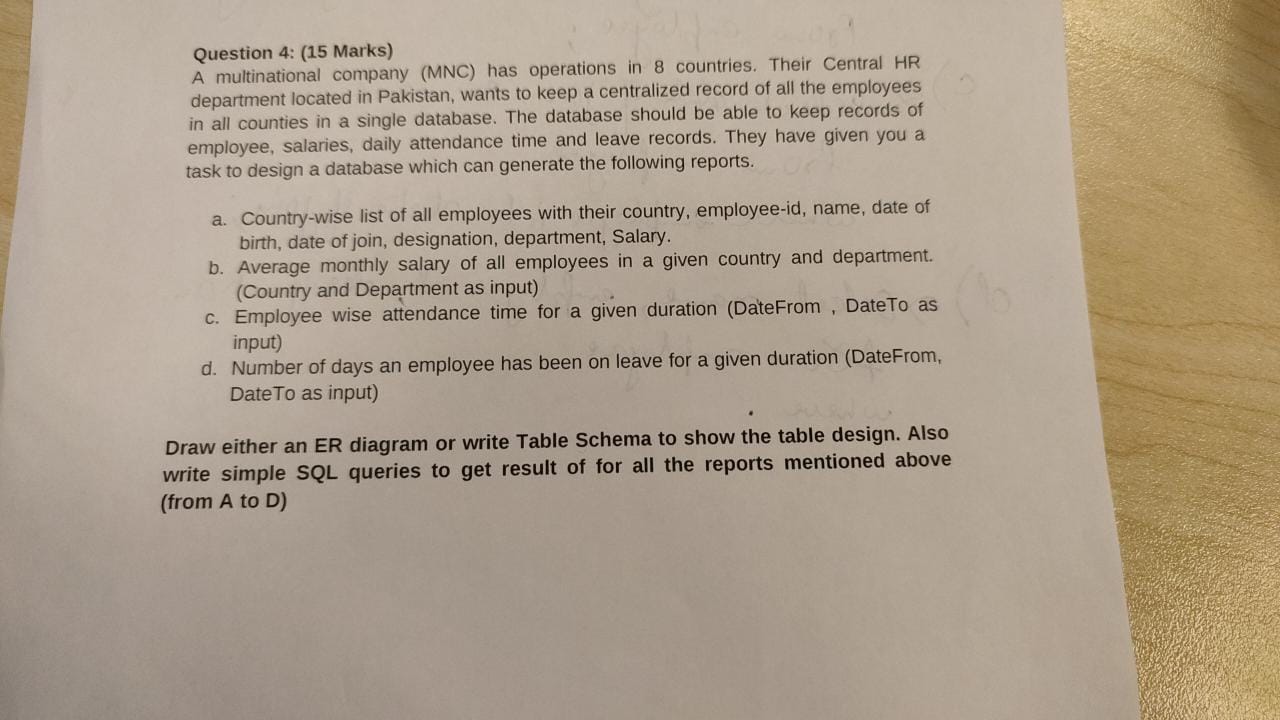 Question 4: (15 Marks)
A multinational company (MNC) has operations in 8 countries. Their Central HR
department located in Pakistan, wants to keep a centralized record of all the employees
in all counties in a single database. The database should be able to keep records of
employee, salaries, daily attendance time and leave records. They have given you a
task to design a database which can generate the following reports.
a. Country-wise list of all employees with their country, employee-id, name, date of
birth, date of join, designation, department, Salary.
b. Average monthly salary of all employees in a given country and department.
(Country and Department as input)
c. Employee wise attendance time for a given duration (DateFrom , DateTo as
input)
d. Number of days an employee has been on leave for a given duration (DateFrom,
DateTo as input)
Draw either an ER diagram or write Table Schema to show the table design. Also
write simple SQL queries to get result of for all the reports mentioned above
(from A to D)